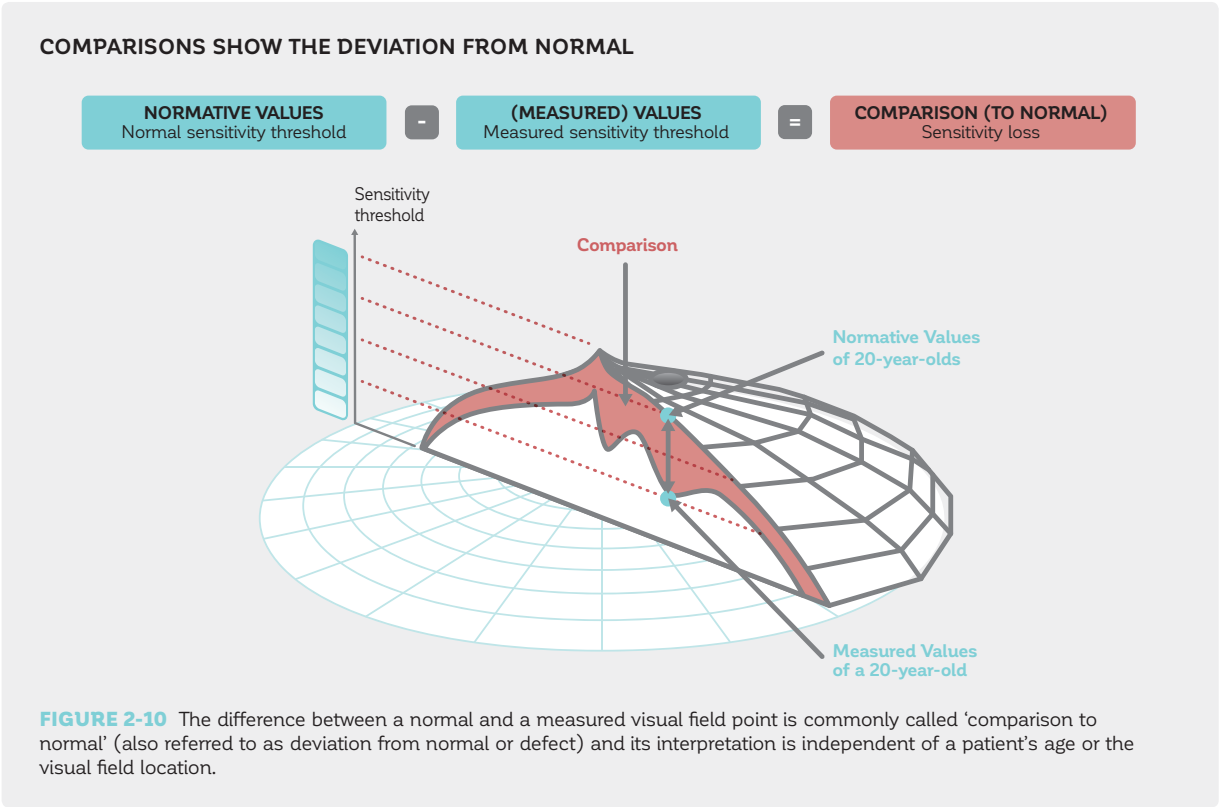 COMPARISONS SHOW THE DEVIATION FROM NORMAL
NORMATIVE VALUES
Normal sensitivity threshold
-
(MEASURED) VALUES
Measured sensitivity threshold
=
COMPARISON (TO NORMAL)
Sensitivity loss
Sensitivity
threshold
Comparison
Normative Values
of 20-year-olds
Measured Values
of a 20-year-old
FIGURE 2-10 The difference between a normal and a measured visual field point is commonly called ‘comparison to
normal’ (also referred to as deviation from normal or defect) and its interpretation is independent of a patient’s age or the
visual field location.